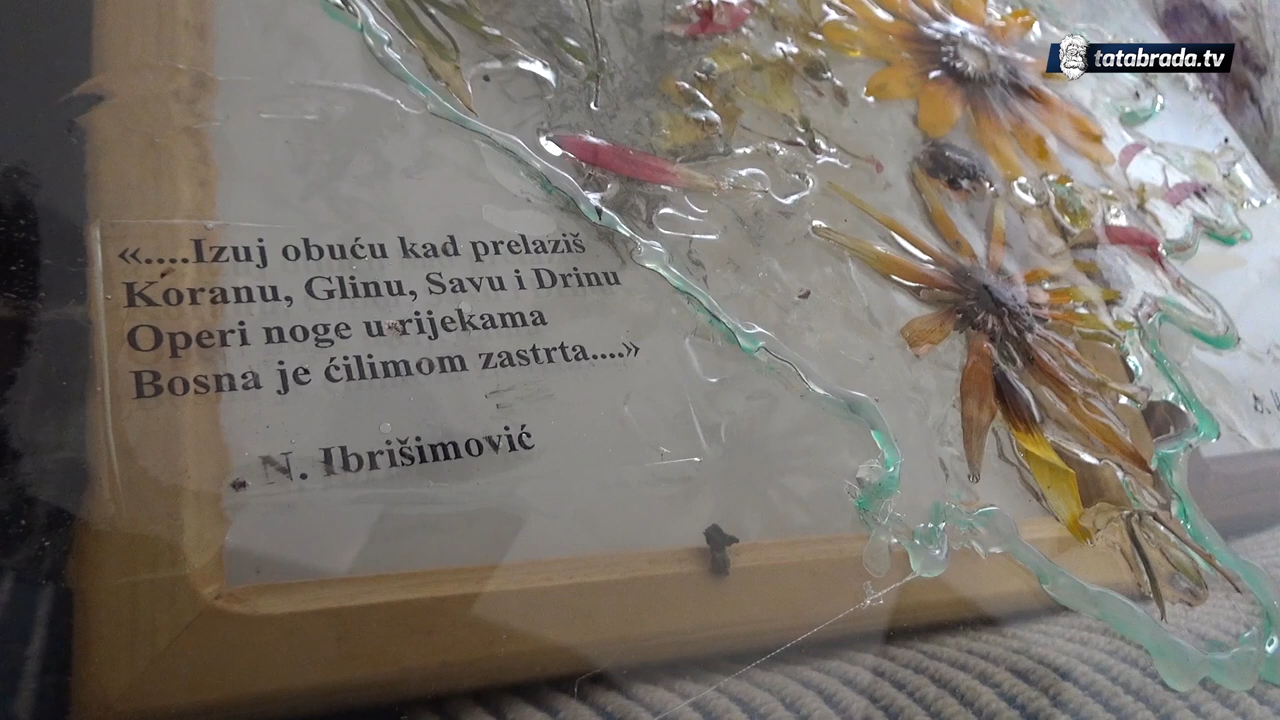 tatabrada.tv
«....Izuj obuću kad prelaziš
Koranu, Glinu, Savu i Drinu
Operi noge u rijekama
Bosna je ćilimom zastrta....»
N. Ibrišimović